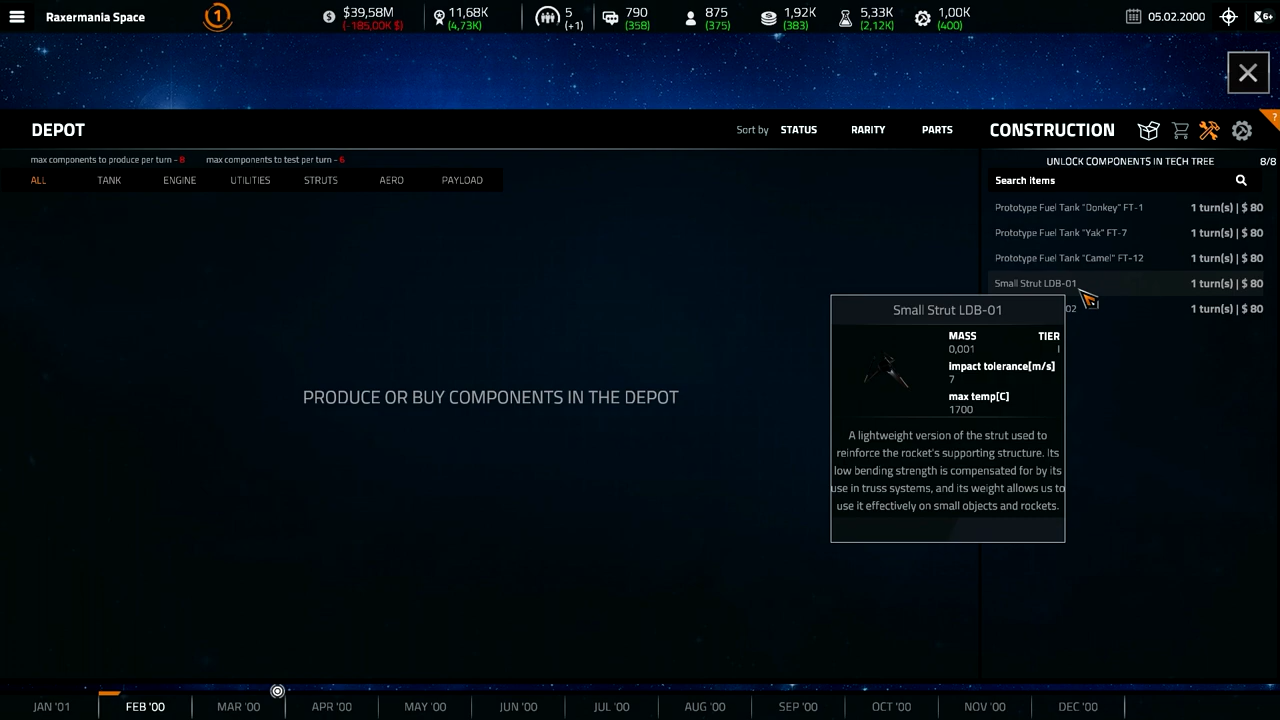 Raxermania Space
1
$39,58M
(-185,00K $)
11,68K
(4,73K)
5
(+1)
790
(358)
875
(375)
1,92K
(383)
5,33K
(2,12K)
1,00K
(400)
05.02.2000
6+
DEPOT
Sort by STATUS RARITY PARTS
CONSTRUCTION
?
max components to produce per turn - 8 max components to test per turn - 6
UNLOCK COMPONENTS IN TECH TREE 8/8
ALL TANK ENGINE UTILITIES STRUTS AERO PAYLOAD
Search items
Prototype Fuel Tank "Donkey" FT-1 1 turn(s) | $ 80
Prototype Fuel Tank "Yak" FT-7 1 turn(s) | $ 80
Prototype Fuel Tank "Camel" FT-12 1 turn(s) | $ 80
Small Strut LDB-01 1 turn(s) | $ 80
02 1 turn(s) | $ 80
Small Strut LDB-01
MASS TIER
0,001 I
impact tolerance[m/s]
7
max temp[C]
1700
A lightweight version of the strut used to
reinforce the rocket's supporting structure. Its
low bending strength is compensated for by its
use in truss systems, and its weight allows us to
use it effectively on small objects and rockets.
PRODUCE OR BUY COMPONENTS IN THE DEPOT
JAN '01 FEB '00 MAR '00 APR '00 MAY '00 JUN '00 JUL '00 AUG '00 SEP '00 OCT '00 NOV '00 DEC '00